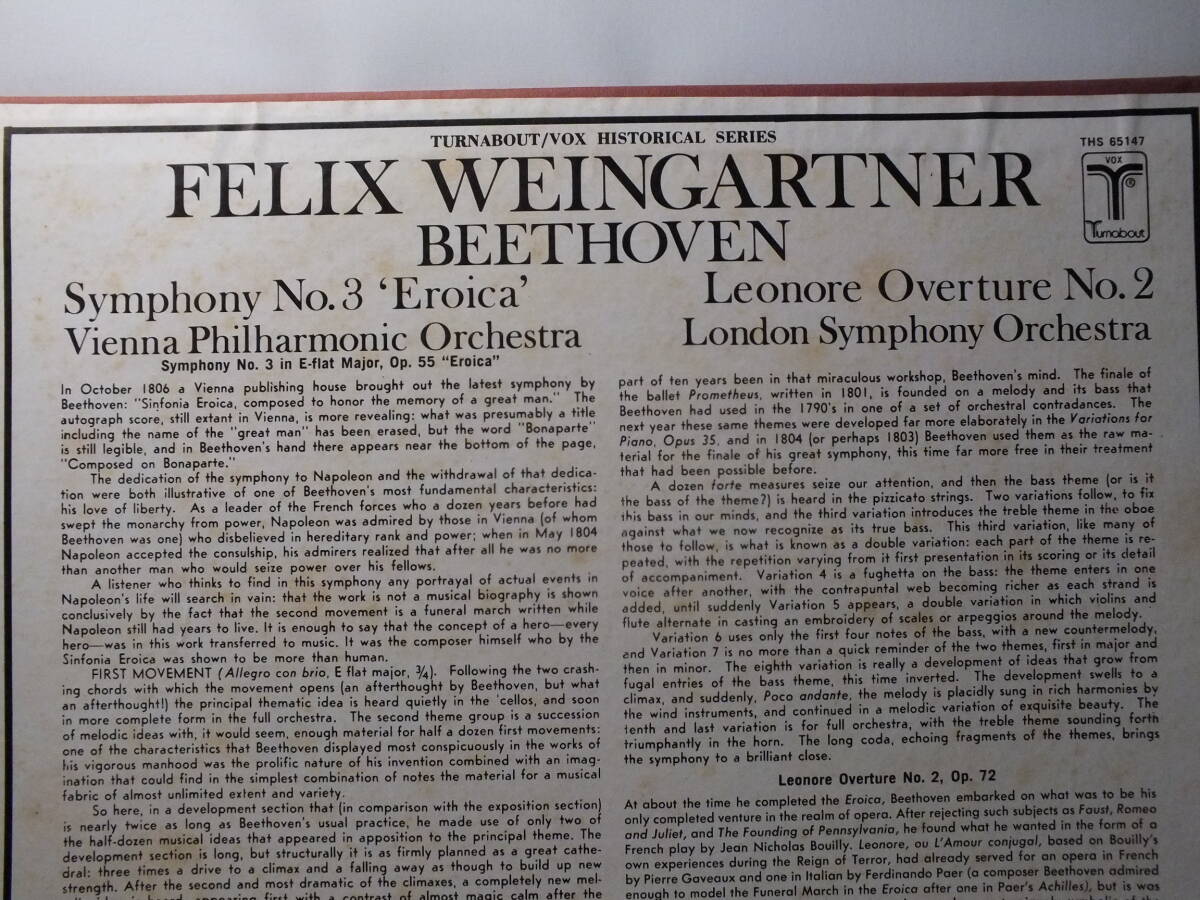 TURNABOUT/VOX HISTORICAL SERIES
THS 65147
VOX
®
Turnabout
FELIX WEINGARTNER
BEETHOVEN
Symphony No. 3 'Eroica'
Vienna Philharmonic Orchestra
Leonore Overture No. 2
London Symphony Orchestra
Symphony No. 3 in E-flat Major, Op. 55 "Eroica"
In October 1806 a Vienna publishing house brought out the latest symphony by
Beethoven: "Sinfonia Eroica, composed to honor the memory of a great man." The
autograph score, still extant in Vienna, is more revealing: what was presumably a title
including the name of the "great man" has been erased, but the word "Bonaparte"
is still legible, and in Beethoven's hand there appears near the bottom of the page,
"Composed on Bonaparte."
The dedication of the symphony to Napoleon and the withdrawal of that dedica-
tion were both illustrative of one of Beethoven's most fundamental characteristics:
his love of liberty. As a leader of the French forces who a dozen years before had
swept the monarchy from power, Napoleon was admired by those in Vienna (of whom
Beethoven was one) who disbelieved in hereditary rank and power; when in May 1804
Napoleon accepted the consulship, his admirers realized that after all he was no more
than another man who would seize power over his fellows.
A listener who thinks to find in this symphony any portrayal of actual events in
Napoleon's life will search in vain: that the work is not a musical biography is shown
conclusively by the fact that the second movement is a funeral march written while
Napoleon still had years to live. It is enough to say that the concept of a hero—every
hero—was in this work transferred to music. It was the composer himself who by the
Sinfonia Eroica was shown to be more than human.
FIRST MOVEMENT (Allegro con brio, E flat major, 3/4). Following the two crash-
ing chords with which the movement opens (an afterthought by Beethoven, but what
an afterthought!) the principal thematic idea is heard quietly in the 'cellos, and soon
in more complete form in the full orchestra. The second theme group is a succession
of melodic ideas with, it would seem, enough material for half a dozen first movements:
one of the characteristics that Beethoven displayed most conspicuously in the works of
his vigorous manhood was the prolific nature of his invention combined with an imag-
ination that could find in the simplest combination of notes the material for a musical
fabric of almost unlimited extent and variety.
So here, in a development section that (in comparison with the exposition section)
is nearly twice as long as Beethoven's usual practice, he made use of only two of
the half-dozen musical ideas that appeared in apposition to the principal theme. The
development section is long, but structurally it is as firmly planned as a great cathe-
dral: three times a drive to a climax and a falling away as though to build up new
strength. After the second and most dramatic of the climaxes, a completely new mel-
heard, appearing first with a contrast of almost magic calm after the
part of ten years been in that miraculous workshop, Beethoven's mind. The finale of
the ballet Prometheus, written in 1801, is founded on a melody and its bass that
Beethoven had used in the 1790's in one of a set of orchestral contradances. The
next year these same themes were developed far more elaborately in the Variations for
Piano, Opus 35, and in 1804 (or perhaps 1803) Beethoven used them as the raw ma-
terial for the finale of his great symphony, this time far more free in their treatment
that had been possible before.
A dozen forte measures seize our attention, and then the bass theme (or is it
the bass of the theme?) is heard in the pizzicato strings. Two variations follow, to fix
this bass in our minds, and the third variation introduces the treble theme in the oboe
against what we now recognize as its true bass. This third variation, like many of
those to follow, is what is known as a double variation: each part of the theme is re-
peated, with the repetition varying from it first presentation in its scoring or its detail
of accompaniment. Variation 4 is a fughetta on the bass: the theme enters in one
voice after another, with the contrapuntal web becoming richer as each strand is
added, until suddenly Variation 5 appears, a double variation in which violins and
flute alternate in casting an embroidery of scales or arpeggios around the melody.
Variation 6 uses only the first four notes of the bass, with a new countermelody,
and Variation 7 is no more than a quick reminder of the two themes, first in major and
then in minor. The eighth variation is really a development of ideas that grow from
fugal entries of the bass theme, this time inverted. The development swells to a
climax, and suddenly, Poco andante, the melody is placidly sung in rich harmonies by
the wind instruments, and continued in a melodic variation of exquisite beauty. The
tenth and last variation is for full orchestra, with the treble theme sounding forth
triumphantly in the horn. The long coda, echoing fragments of the themes, brings
the symphony to a brilliant close.
Leonore Overture No. 2, Op. 72
At about the time he completed the Eroica, Beethoven embarked on what was to be his
only completed venture in the realm of opera. After rejecting such subjects as Faust, Romeo
and Juliet, and The Founding of Pennsylvania, he found what he wanted in the form of a
French play by Jean Nicholas Bouilly. Leonore, ou L'Amour conjugal, based on Bouilly's
own experiences during the Reign of Terror, had already served for an opera in French
by Pierre Gaveaux and one in Italian by Ferdinando Paer (a composer Beethoven admired
enough to model the Funeral March in the Eroica after one in Paer's Achilles), but is was